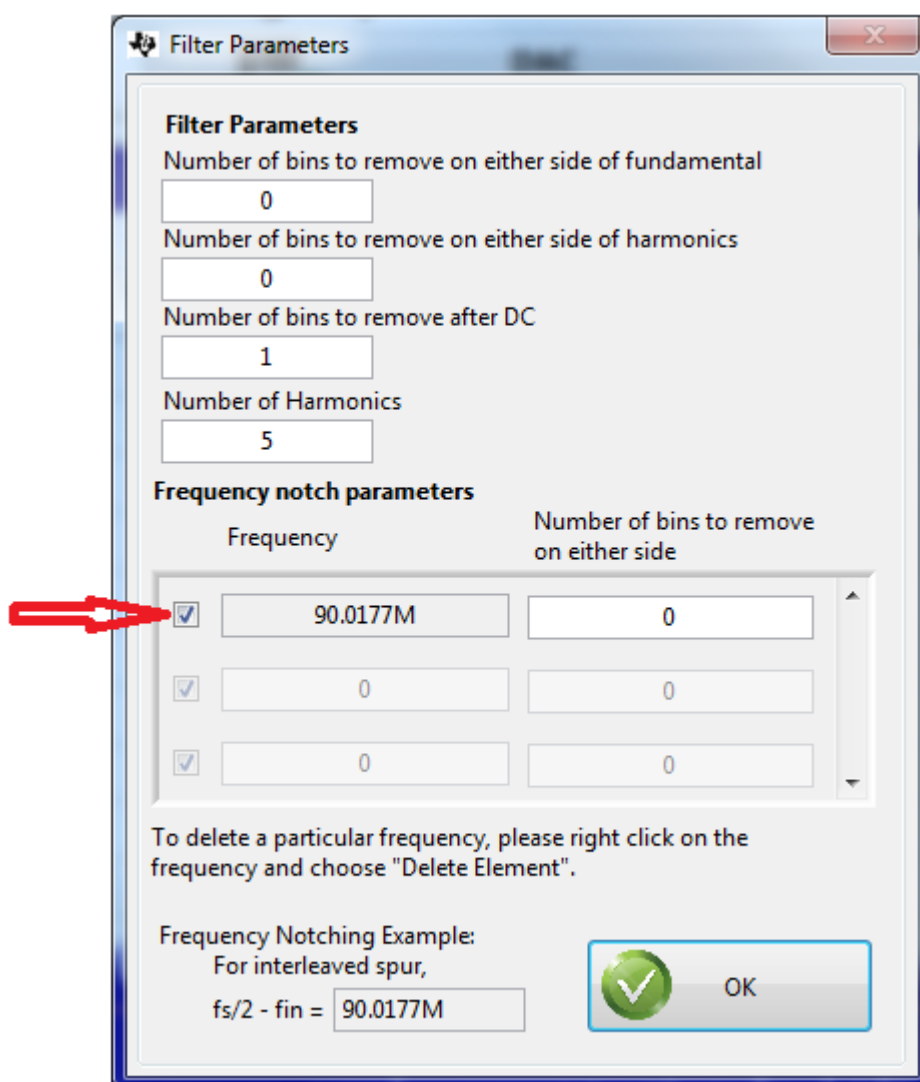 Filter Parameters
Filter Parameters
Number of bins to remove on either side of fundamental
0
Number of bins to remove on either side of harmonics
0
Number of bins to remove after DC
1
Number of Harmonics
5
Frequency notch parameters
Frequency
Number of bins to remove
on either side
90.0177M 0
0 0
0 0
To delete a particular frequency, please right click on the
frequency and choose "Delete Element".
Frequency Notching Example:
For interleaved spur,
fs/2 - fin = 90.0177M
OK